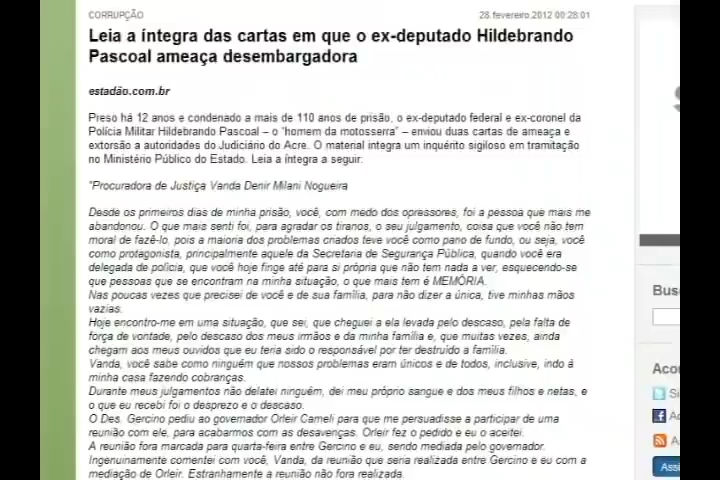 CORRUPÇÃO
28.fevereiro.2012 00:28:01
Leia a íntegra das cartas em que o ex-deputado Hildebrando
Pascoal ameaça desembargadora
estadão.com.br
Preso há 12 anos e condenado a mais de 110 anos de prisão, o ex-deputado federal e ex-coronel da
Polícia Militar Hildebrando Pascoal – o “homem da motosserra” – enviou duas cartas de ameaça e
extorsão a autoridades do Judiciário do Acre. O material integra um inquérito sigiloso em tramitação
no Ministério Público do Estado. Leia a íntegra a seguir:
“Procuradora de Justiça Vanda Denir Milani Nogueira
Desde os primeiros dias de minha prisão, você, com medo dos opressores, foi a pessoa que mais me
abandonou. O que mais senti foi, para agradar os tiranos, o seu julgamento, coisa que você não tem
moral de fazê-lo, pois a maioria dos problemas criados teve você como pano de fundo, ou seja, você
como protagonista, principalmente aquele da Secretaria de Segurança Pública, quando você era
delegada de polícia, que você hoje finge até para si própria que não tem nada a ver, esquecendo-se
que pessoas que se encontram na minha situação, o que mais tem é MEMÓRIA.
Nas poucas vezes que precisei de você e de sua família, para não dizer a única, tive minhas mãos
vazias.
Hoje encontro-me em uma situação, que sei, que cheguei a ela levada pelo descaso, pela falta de
força de vontade, pelo descaso dos meus irmãos e da minha família e, que muitas vezes, ainda
chegam aos meus ouvidos que eu teria sido o responsável por ter destruído a família.
Vanda, você sabe como ninguém que nossos problemas eram únicos e de todos, inclusive, indo à
minha casa fazendo cobranças.
Durante meus julgamentos não delatei ninguém, dei meu próprio sangue e dos meus filhos e netas, e
o que eu recebi foi o desprezo e o descaso.
O Des. Gercino pediu ao governador Orleir Cameli para que me persuadisse a participar de uma
reunião com ele, para acabarmos com as desavenças. Orleir fez o pedido e eu o aceitei.
A reunião fora marcada para quarta-feira entre Gercino e eu, sendo mediada pelo governador.
Ingenuinamente comentei com você, Vanda, da reunião que seria realizada entre Gercino e eu com a
mediação de Orleir. Estranhamente a reunião não fora realizada.
Bus
Aco
Si
A
A
Assi